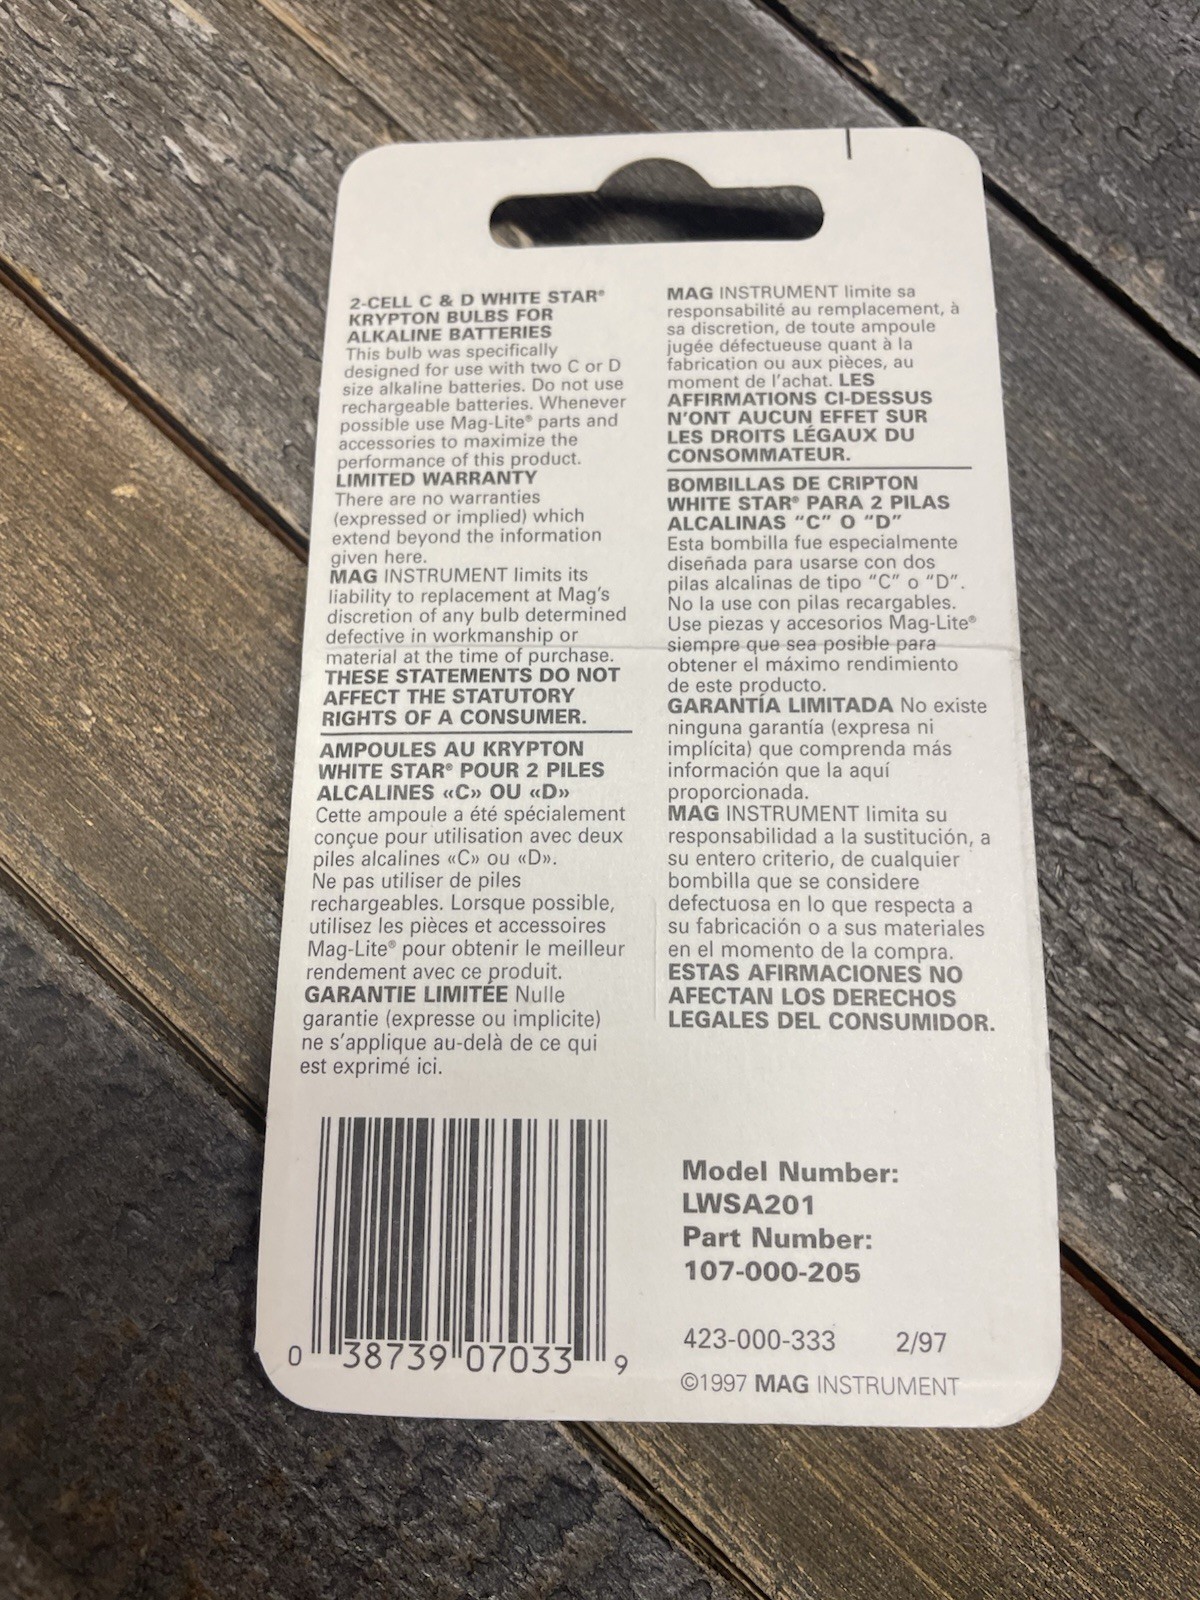 2-CELL C & D WHITE STAR®
KRYPTON BULBS FOR
ALKALINE BATTERIES
This bulb was specifically
designed for use with two C or D
size alkaline batteries. Do not use
rechargeable batteries. Whenever
possible use Mag-Lite® parts and
accessories to maximize the
performance of this product.
LIMITED WARRANTY
There are no warranties
(expressed or implied) which
extend beyond the information
given here.
MAG INSTRUMENT limits its
liability to replacement at Mag's
discretion of any bulb determined
defective in workmanship or
material at the time of purchase.
THESE STATEMENTS DO NOT
AFFECT THE STATUTORY
RIGHTS OF A CONSUMER.
AMPOULES AU KRYPTON
WHITE STAR® POUR 2 PILES
ALCALINES «C» OU «D»
Cette ampoule a été spécialement
conçue pour utilisation avec deux
piles alcalines «C» ou «D».
Ne pas utiliser de piles
rechargeables. Lorsque possible,
utilisez les pièces et accessoires
Mag-Lite® pour obtenir le meilleur
rendement avec ce produit.
GARANTIE LIMITÉE Nulle
garantie (expresse ou implicite)
ne s'applique au-delà de ce qui
est exprimé ici.
MAG INSTRUMENT limite sa
responsabilité au remplacement, à
sa discretion, de toute ampoule
jugée défectueuse quant à la
fabrication ou aux pièces, au
moment de l'achat. LES
AFFIRMATIONS CI-DESSUS
N'ONT AUCUN EFFET SUR
LES DROITS LÉGAUX DU
CONSOMMATEUR.
BOMBILLAS DE CRIPTON
WHITE STAR® PARA 2 PILAS
ALCALINAS "C" O "D"
Esta bombilla fue especialmente
diseñada para usarse con dos
pilas alcalinas de tipo "C" o "D".
No la use con pilas recargables.
Use piezas y accesorios Mag-Lite®
siempre que sea posible para
obtener el máximo rendimiento
de este producto.
GARANTÍA LIMITADA No existe
ninguna garantía (expresa ni
implícita) que comprenda más
información que la aquí
proporcionada.
MAG INSTRUMENT limita su
responsabilidad a la sustitución, a
su entero criterio, de cualquier
bombilla que se considere
defectuosa en lo que respecta a
su fabricación o a sus materiales
en el momento de la compra.
ESTAS AFIRMACIONES NO
AFECTAN LOS DERECHOS
LEGALES DEL CONSUMIDOR.
0 38739 07033 9
Model Number:
LWSA201
Part Number:
107-000-205
423-000-333 2/97
©1997 MAG INSTRUMENT